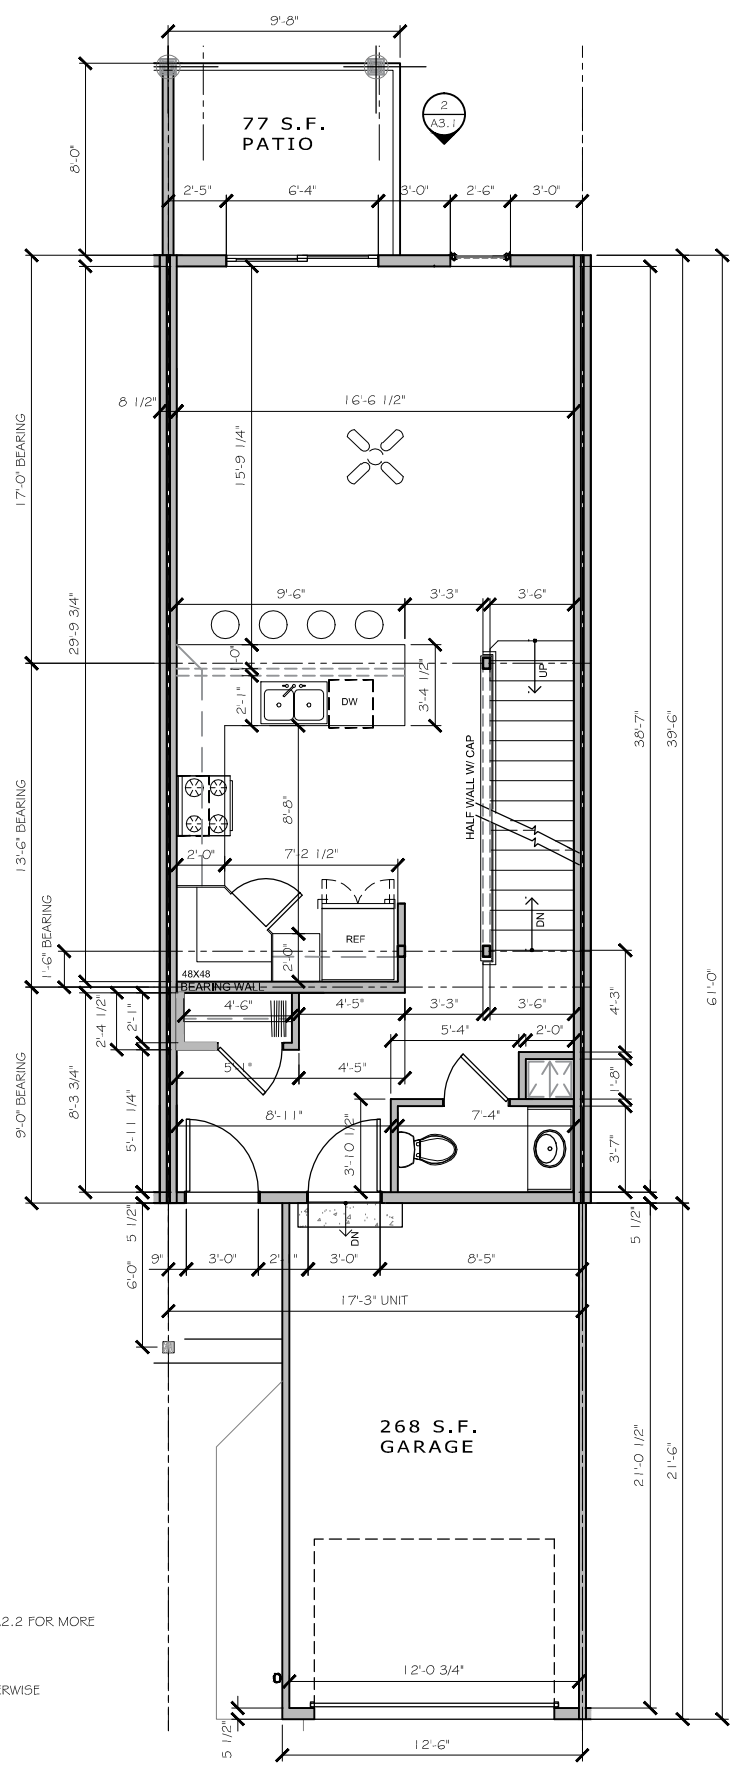 9'-8"
77 S.F.
PATIO
2
A3.1
8'-0"
2'-5"
6'-4"
3'-0"
2'-6"
3'-0"
8 1/2"
16'-6 1/2"
17'-0" BEARING
15'-9 1/4"
29'-9 3/4"
9'-6"
3'-3"
3'-6"
1'-0"
2'-1"
3'-4 1/2"
DW
UP
38'-7"
39'-6"
HALF WALL W/ CAP
13'-6" BEARING
8'-8"
2'-0"
7'-2 1/2"
DN
REF
2'-0"
48X48
BEARING WALL
1'-6" BEARING
61'-0"
4'-6"
4'-5"
3'-3"
3'-6"
4'-3"
2'-4 1/2"
2'-1"
5'-4"
2'-0"
5'-1"
4'-5"
1'-8"
9'-0" BEARING
8'-3 3/4"
5'-11 1/4"
8'-11"
3'-10 1/2"
7'-4"
3'-7"
5 1/2"
DN
5 1/2"
6'-0"
9"
3'-0"
2'-1"
3'-0"
8'-5"
17'-3" UNIT
268 S.F.
GARAGE
21'-0 1/2"
21'-6"
2.2 FOR MORE
RWISE
12'-0 3/4"
5 1/2"
12'-6"